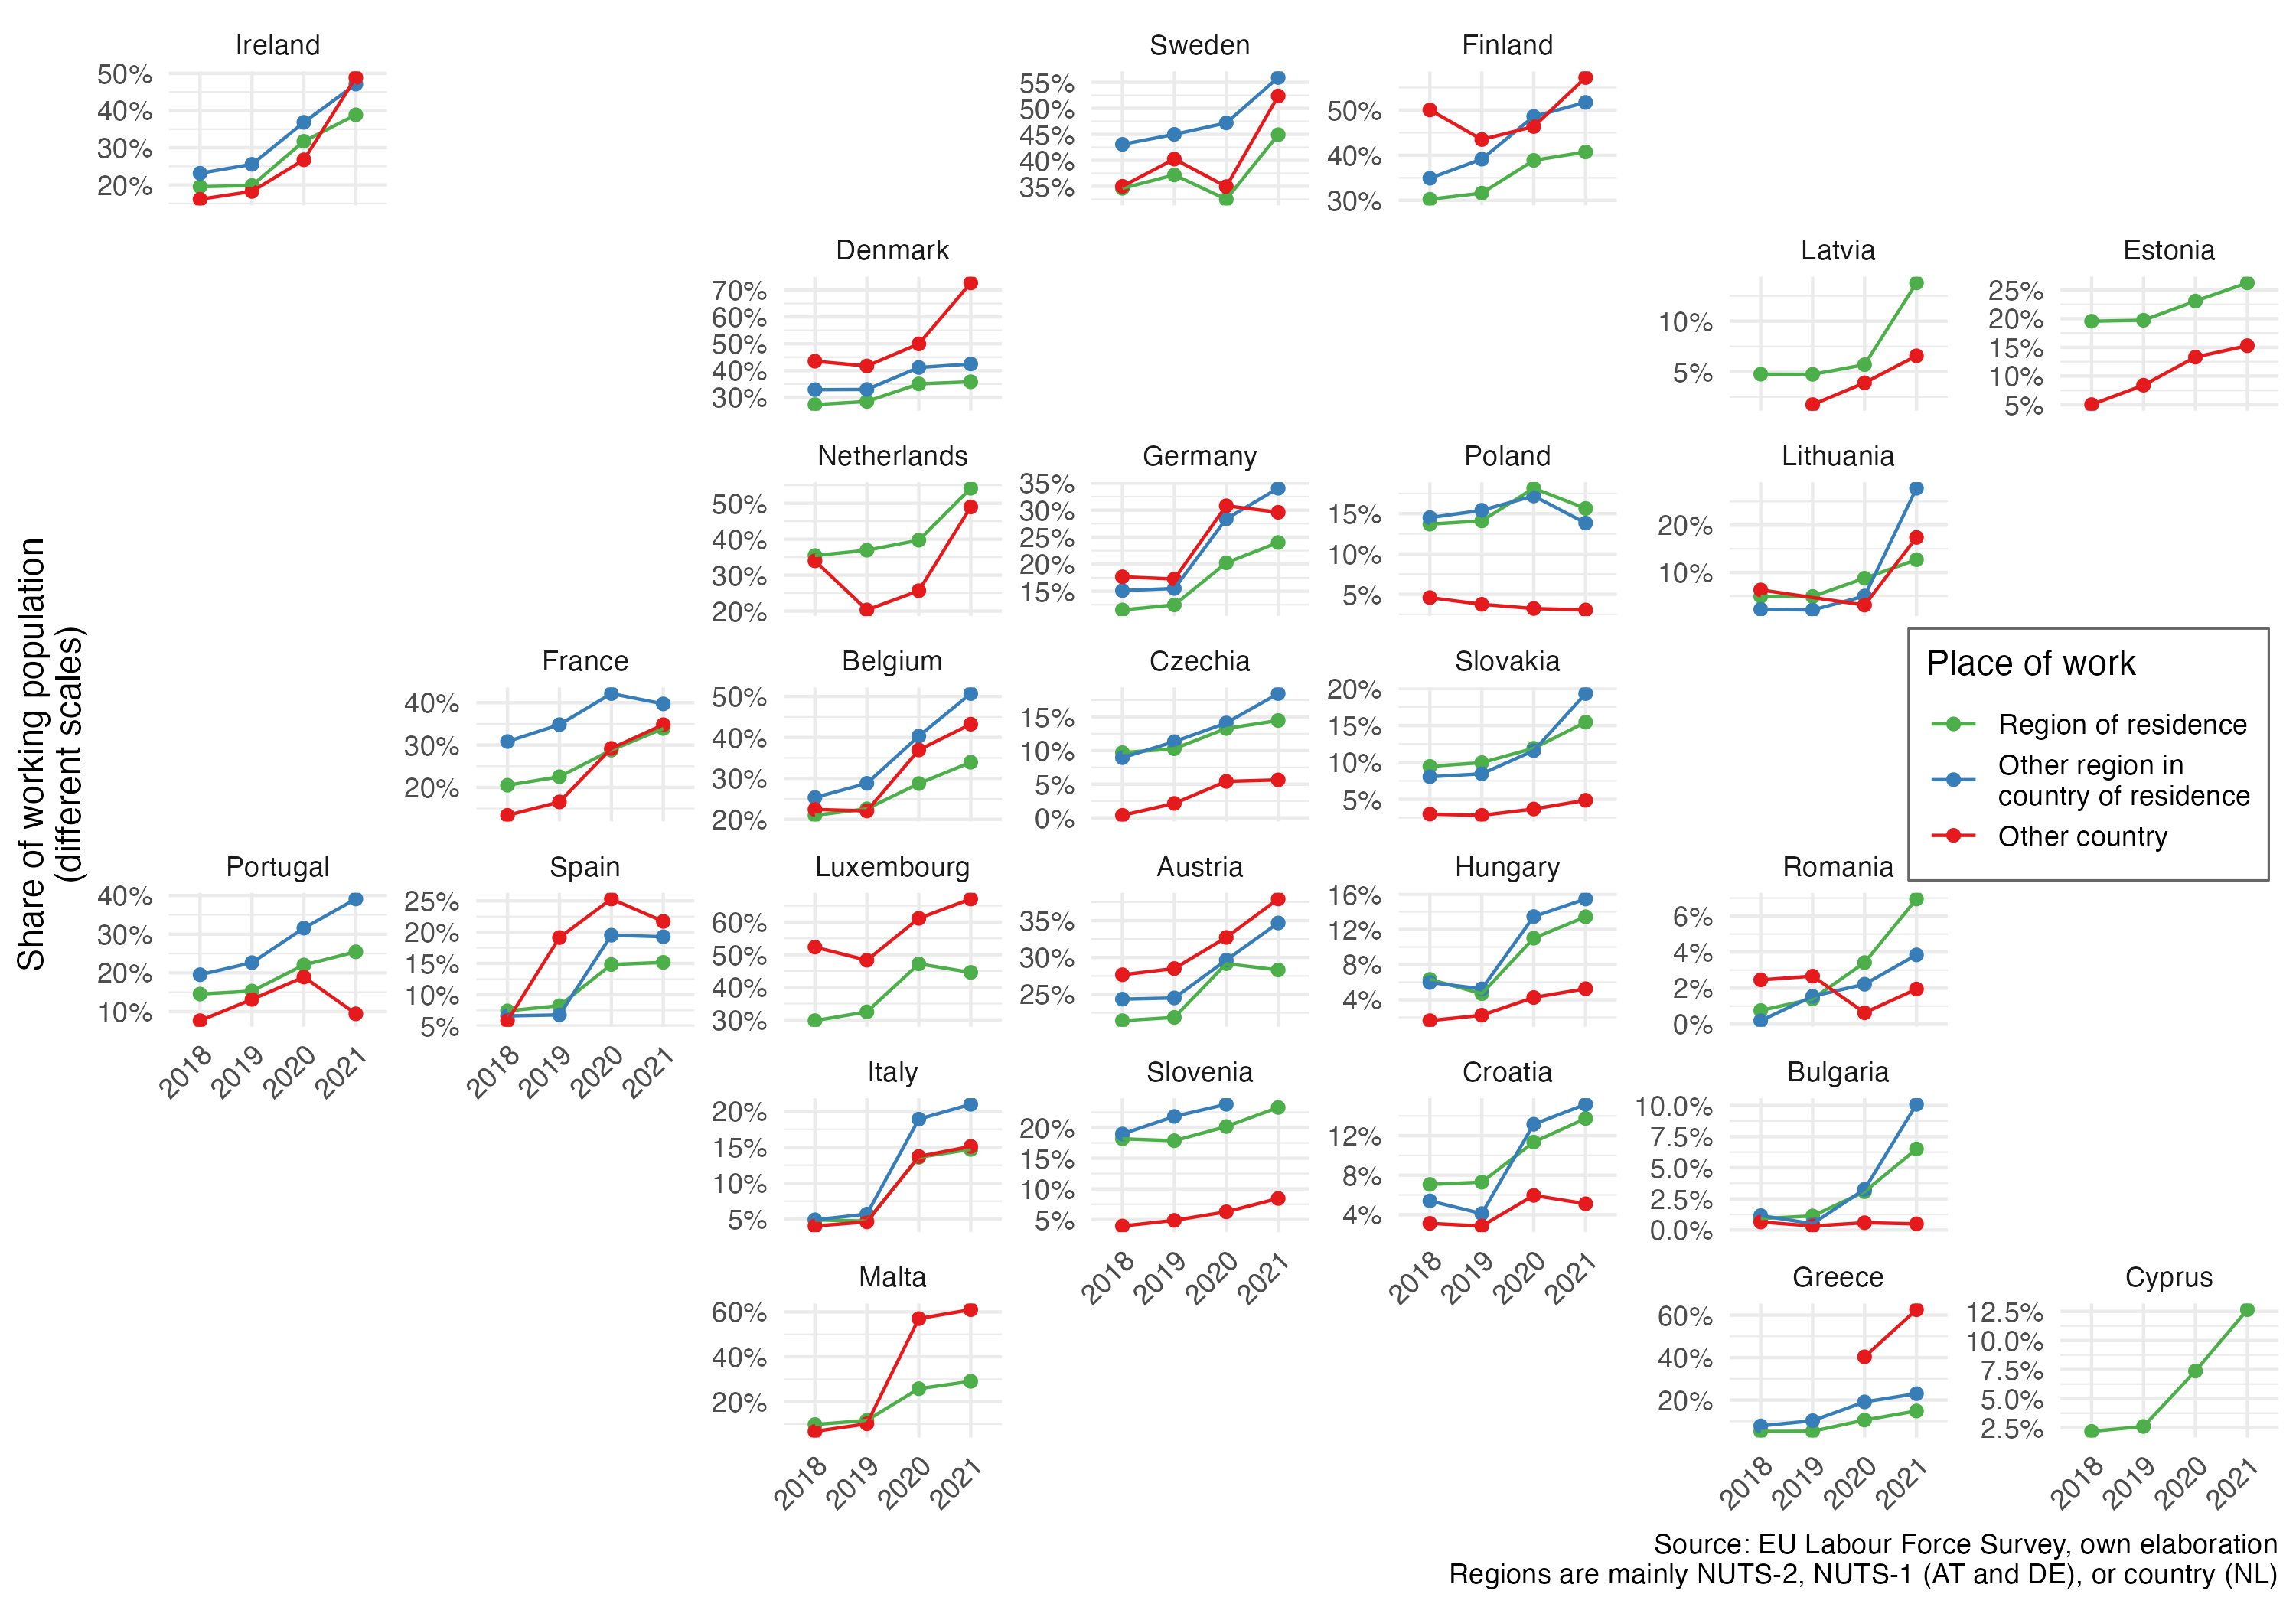 Ireland
50%
40%
30%
20%
Sweden
55%
50%
45%
40%
35%
Finland
50%
40%
30%
Denmark
70%
60%
50%
40%
30%
Latvia
10%
5%
Estonia
25%
20%
15%
10%
5%
Netherlands
50%
40%
30%
20%
Germany
35%
30%
25%
20%
15%
Poland
15%
10%
5%
Lithuania
20%
10%
Share of working population
(different scales)
France
40%
30%
20%
Belgium
50%
40%
30%
20%
Czechia
15%
10%
5%
0%
Slovakia
20%
15%
10%
5%
Place of work
Region of residence
Other region in
country of residence
Other country
Portugal
40%
30%
20%
10%
2018 2019 2020 2021
Spain
25%
20%
15%
10%
5%
2018 2019 2020 2021
Luxembourg
60%
50%
40%
30%
Austria
35%
30%
25%
Hungary
16%
12%
8%
4%
Romania
6%
4%
2%
0%
Italy
20%
15%
10%
5%
Slovenia
20%
15%
10%
5%
2018 2019 2020 2021
Croatia
12%
8%
4%
2018 2019 2020 2021
Bulgaria
10.0%
7.5%
5.0%
2.5%
0.0%
Malta
60%
40%
20%
2018 2019 2020 2021
Greece
60%
40%
20%
2018 2019 2020 2021
Cyprus
12.5%
10.0%
7.5%
5.0%
2.5%
2018 2019 2020 2021
Source: EU Labour Force Survey, own elaboration
Regions are mainly NUTS-2, NUTS-1 (AT and DE), or country (NL)